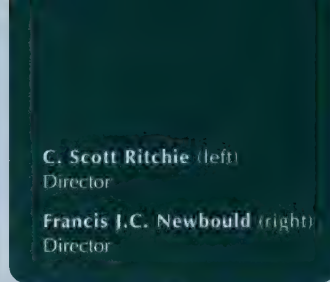 C. Scott Ritchie (left)
Director
Francis J.C. Newbould (right)
Director